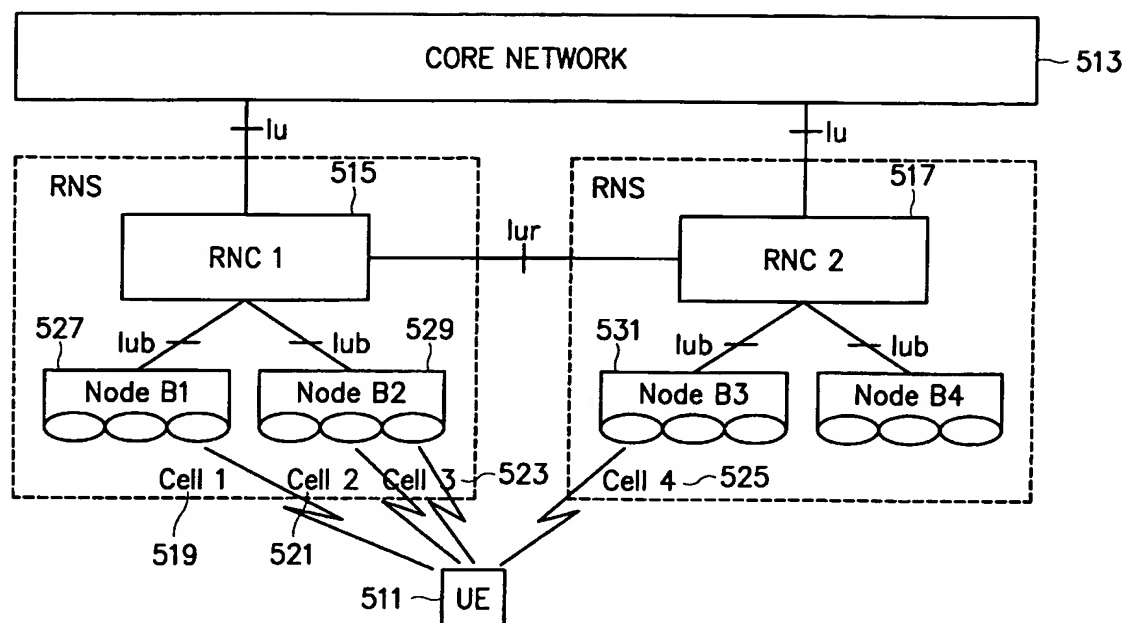 CORE NETWORK
513
Iu
Iu
RNS
515
RNS
517
RNC 1
Iur
RNC 2
527
Iub
Iub
529
531
Iub
Iub
Node B1
Node B2
Node B3
Node B4
Cell 1
Cell 2
Cell 3
523
Cell 4
525
519
521
511
UE